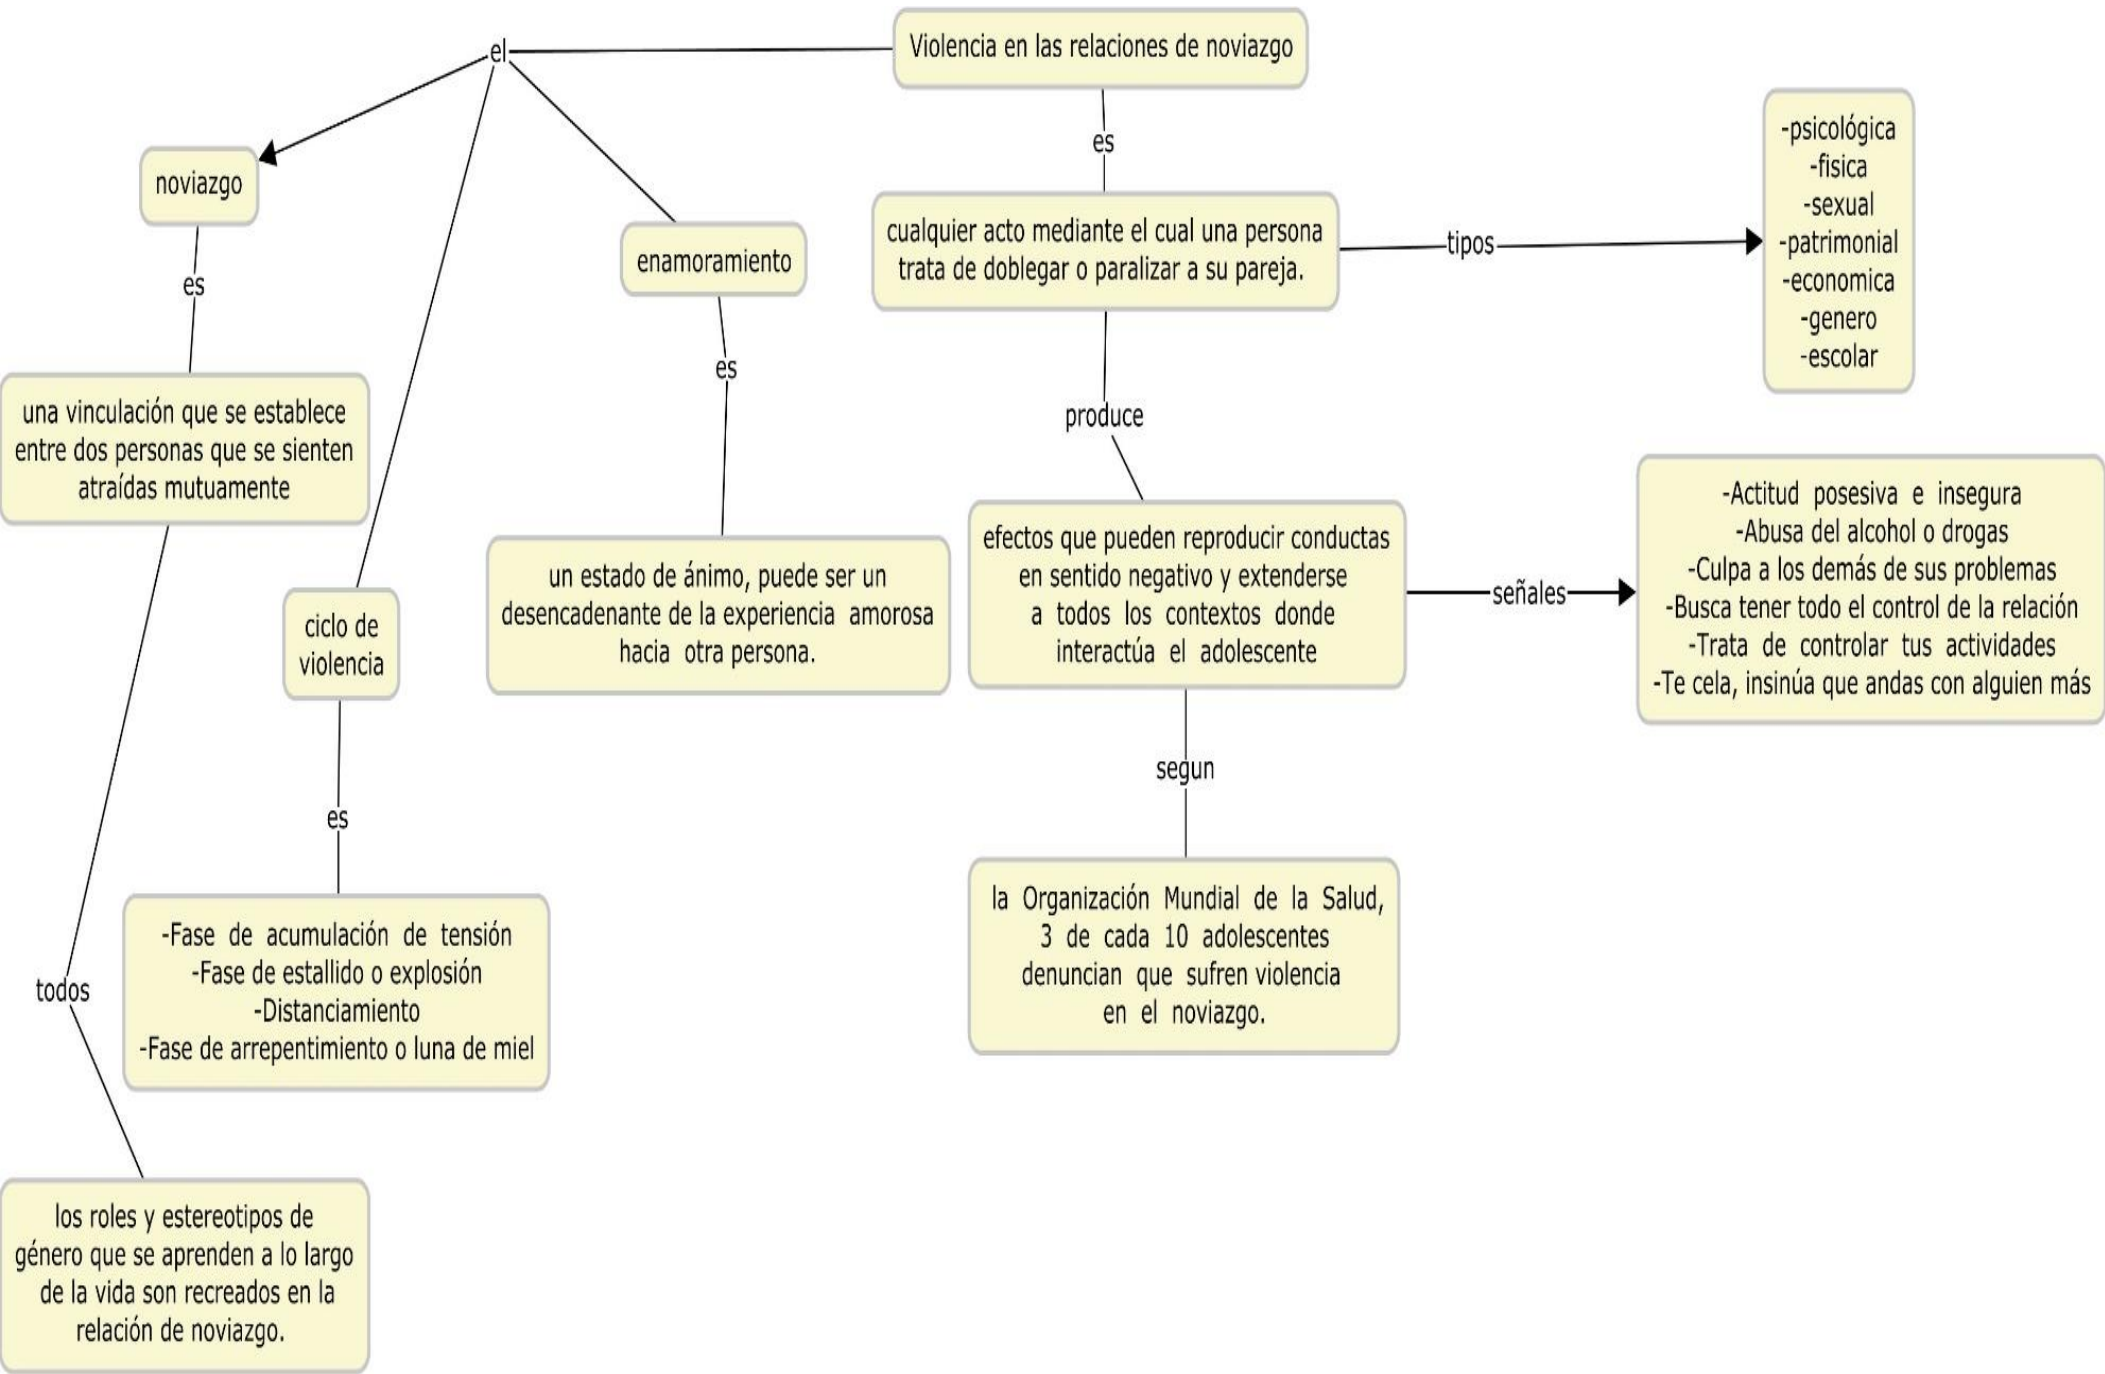 Violencia en las relaciones de noviazgo
el
noviazgo
es
una vinculación que se establece
entre dos personas que se sienten
atraídas mutuamente
todos
los roles y estereotipos de
género que se aprenden a lo largo
de la vida son recreados en la
relación de noviazgo.
ciclo de
violencia
es
-Fase de acumulación de tensión
-Fase de estallido o explosión
-Distanciamiento
-Fase de arrepentimiento o luna de miel
enamoramiento
es
un estado de ánimo, puede ser un
desencadenante de la experiencia amorosa
hacia otra persona.
es
cualquier acto mediante el cual una persona
trata de doblegar o paralizar a su pareja.
tipos
-psicológica
-fisica
-sexual
-patrimonial
-economica
-genero
-escolar
produce
efectos que pueden reproducir conductas
en sentido negativo y extenderse
a todos los contextos donde
interactúa el adolescente
señales
-Actitud posesiva e insegura
-Abusa del alcohol o drogas
-Culpa a los demás de sus problemas
-Busca tener todo el control de la relación
-Trata de controlar tus actividades
-Te cela, insinúa que andas con alguien más
segun
la Organización Mundial de la Salud,
3 de cada 10 adolescentes
denuncian que sufren violencia
en el noviazgo.